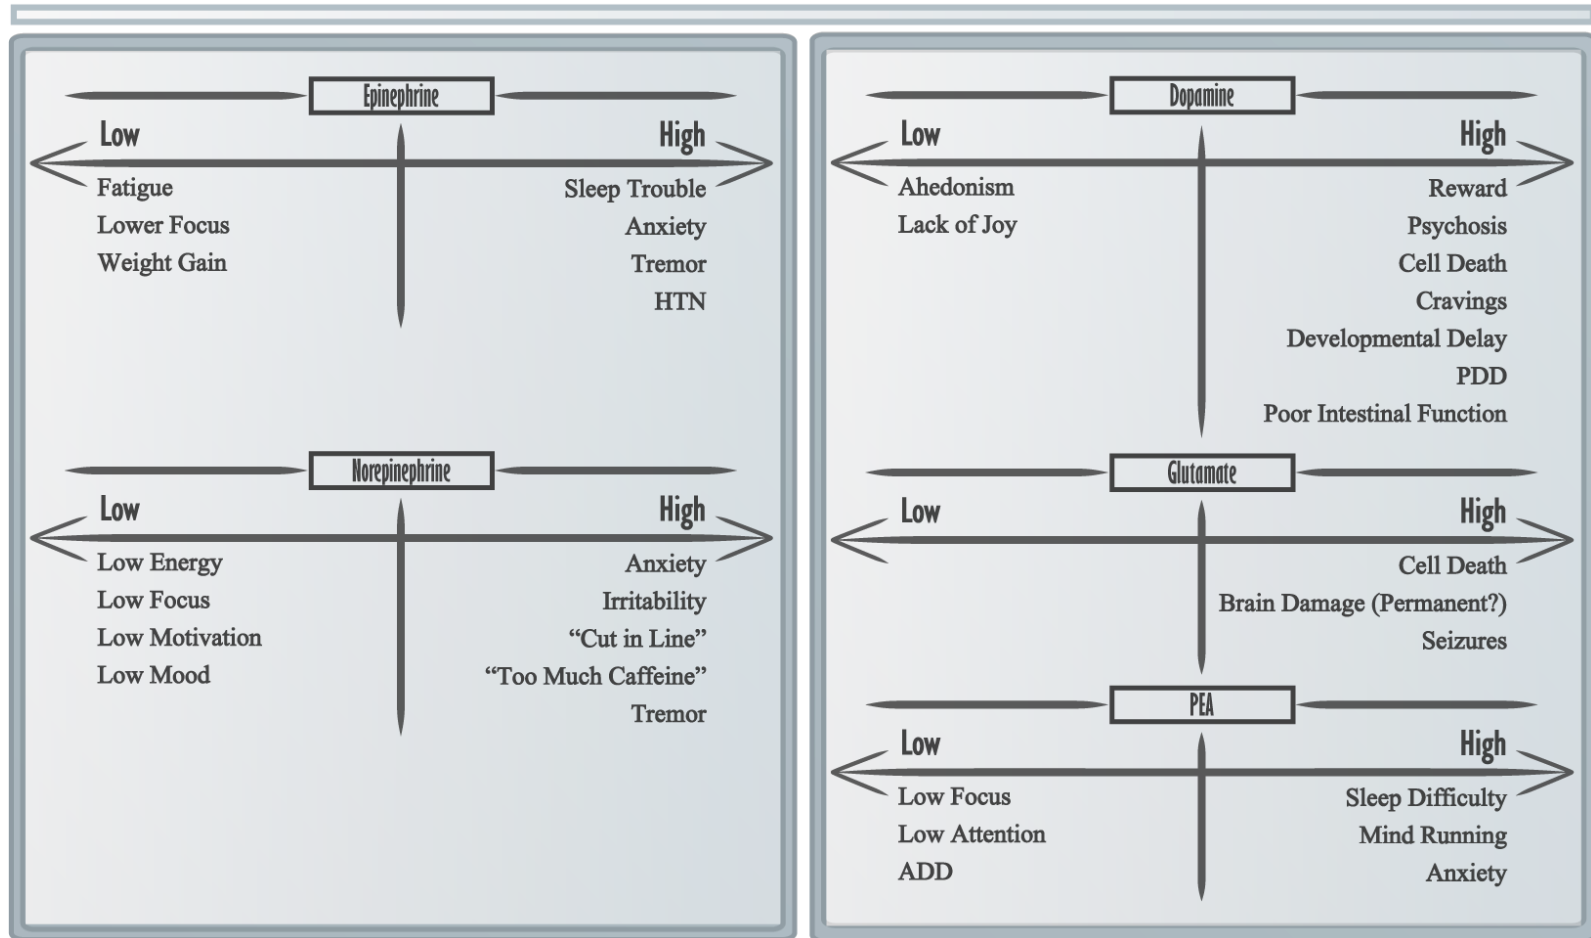 Epinephrine
Low
High
Fatigue
Lower Focus
Weight Gain
Sleep Trouble
Anxiety
Tremor
HTN
Norepinephrine
Low
High
Low Energy
Low Focus
Low Motivation
Low Mood
Anxiety
Irritability
“Cut in Line”
“Too Much Caffeine”
Tremor
Dopamine
Low
High
Ahedonism
Lack of Joy
Reward
Psychosis
Cell Death
Cravings
Developmental Delay
PDD
Poor Intestinal Function
Glutamate
Low
High
Cell Death
Brain Damage (Permanent?)
Seizures
PEA
Low
High
Low Focus
Low Attention
ADD
Sleep Difficulty
Mind Running
Anxiety